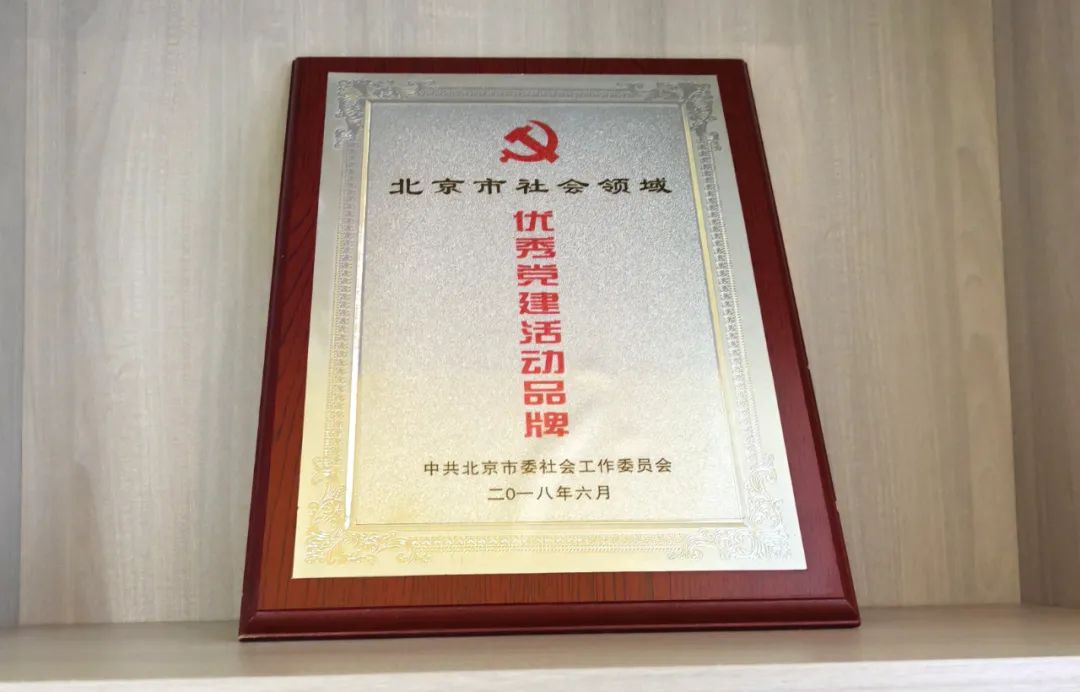 北京市社会领域
优秀党建活动品牌
中共北京市委社会工作委员会
二0一八年六月